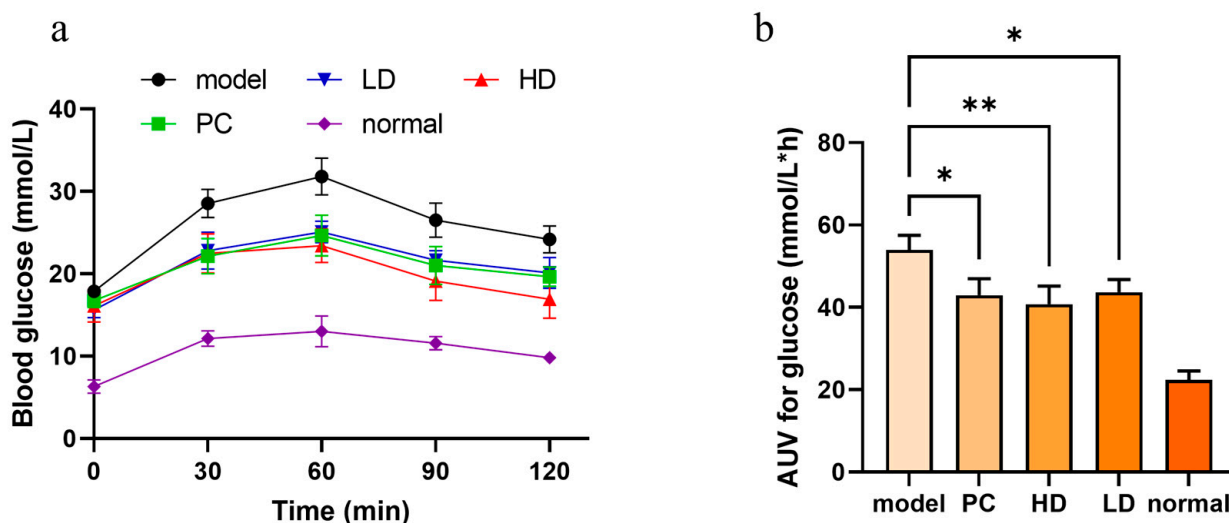 a
model LD HD
PC normal
Blood glucose (mmol/L)
40
30
20
10
0
0 30 60 90 120
Time (min)
b
*
**
*
AUV for glucose (mmol/L*h)
80
60
40
20
0
model PC HD LD normal